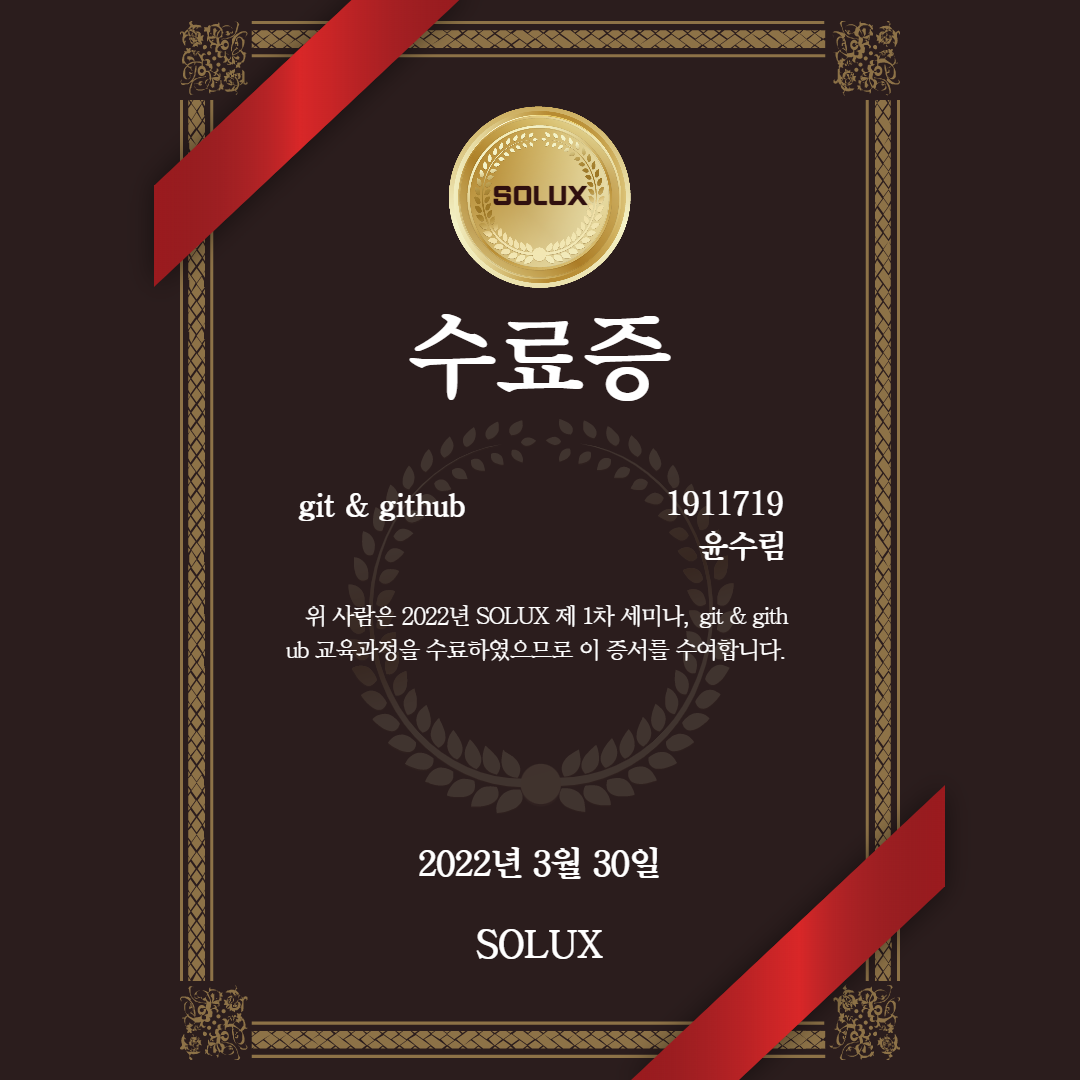 SOLUX
수료증
git & github
1911719
윤수림
위 사람은 2022년 SOLUX 제 1차 세미나, git & gith
ub 교육과정을 수료하였으므로 이 증서를 수여합니다.
2022년 3월 30일
SOLUX